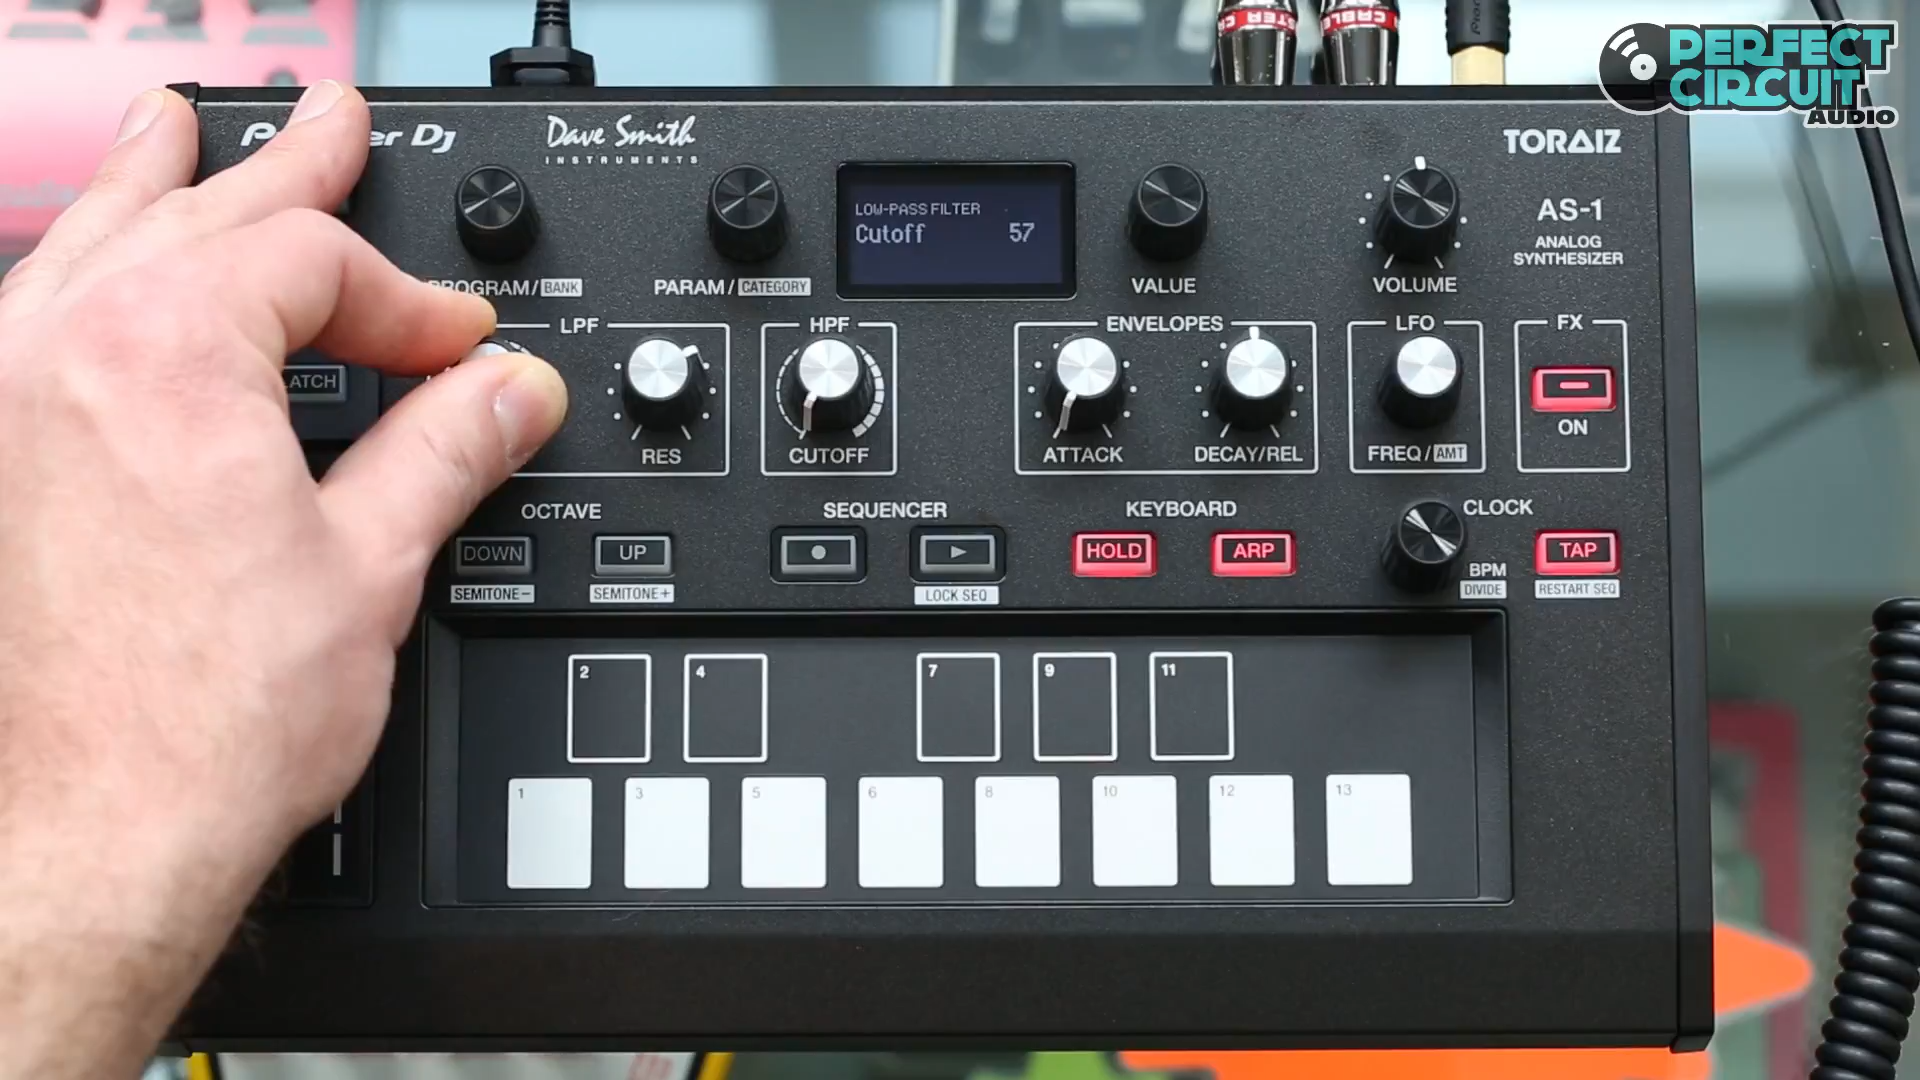 PERFECT
CIRCUIT
AUDIO
Dave Smith
INSTRUMENTS
DJ
TORAIZ
AS-1
ANALOG
SYNTHESIZER
LOW-PASS FILTER
Cutoff 57
PROGRAM / BANK
PARAM / CATEGORY
VALUE
VOLUME
LPF
HPF
ENVELOPES
LFO
FX
RES
CUTOFF
ATTACK
DECAY/REL
FREQ / AMT
ON
OCTAVE
SEQUENCER
KEYBOARD
CLOCK
DOWN
UP
HOLD
ARP
TAP
BPM
DIVIDE
SEMITONE-
SEMITONE+
LOCK SEQ
RESTART SEQ
2 4 7 9 11
1 3 5 6 8 10 12 13